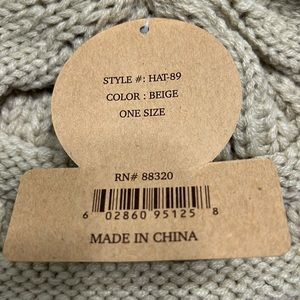 STYLE #: HAT-89
COLOR : BEIGE
ONE SIZE
RN# 88320
6 02860 95125 8
MADE IN CHINA